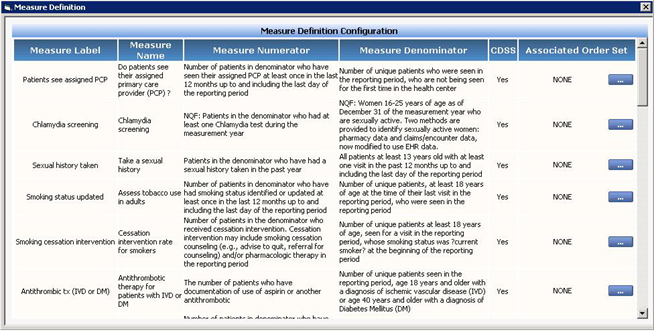 Measure Definition
Measure Definition Configuration
Measure Label
Measure Name
Measure Numerator
Measure Denominator
CDSS
Associated Order Set
Patients see assigned PCP
Do patients see
their assigned
primary care
provider (PCP) ?
Number of patients in denominator who have
seen their assigned PCP at least once in the last
12 months up to and including the last day of
the reporting period
Number of unique patients who were seen in
the reporting period, who are not being seen
for the first time in the health center
Yes
NONE
...
Chlamydia screening
Chlamydia
screening
NQF: Patients in the denominator who had at
least one Chlamydia test during the
measurement year
NQF: Women 16-25 years of age as of
December 31 of the measurement year who
are sexually active. Two methods are
provided to identify sexually active women:
pharmacy data and claims/encounter data,
now modified to use EHR data.
Yes
NONE
...
Sexual history taken
Take a sexual
history
Patients in the denominator who have had a
sexual history taken in the past year
All patients at least 13 years old with at least
one visit in the past 12 months up to and
including the last day of the reporting period
Yes
NONE
...
Smoking status updated
Assess tobacco use
in adults
Number of patients in denominator who have
had smoking status identified or updated at
least once in the last 12 months up to and
including the last day of the reporting period
Number of unique patients, at least 18 years
of age at the time of their last visit in the
reporting period, who were seen in the
reporting period
Yes
NONE
...
Smoking cessation intervention
Cessation
intervention rate
for smokers
Number of patients in the denominator who
received cessation intervention. Cessation
intervention may include smoking cessation
counseling (e.g., advise to quit, referral for
counseling) and/or pharmacologic therapy in
the reporting period
Number of unique patients at least 18 years
of age, seen for a visit in the reporting
period, whose smoking status was ?current
smoker? at the beginning of the reporting
period
Yes
NONE
...
Antithrombic tx (IVD or DM)
Antithrombotic
therapy for
patients with IVD
or DM
The number of patients who have
documentation of use of aspirin or another
antithrombotic
Number of unique patients seen in the
reporting period, age 18 years and older with
a diagnosis of ischemic vascular disease (IVD)
or age 40 years and older with a diagnosis of
Diabetes Mellitus (DM)
Yes
NONE
...
Number of patients in denominator who have